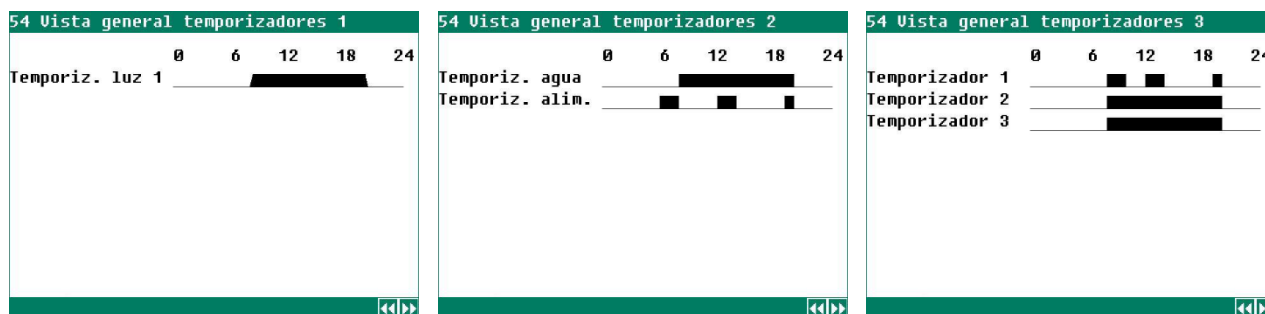 54 Vista general temporizadores 1
0 6 12 18 24
Temporiz. luz 1
54 Vista general temporizadores 2
0 6 12 18 24
Temporiz. agua
Temporiz. alim.
54 Vista general temporizadores 3
0 6 12 18 24
Temporizador 1
Temporizador 2
Temporizador 3